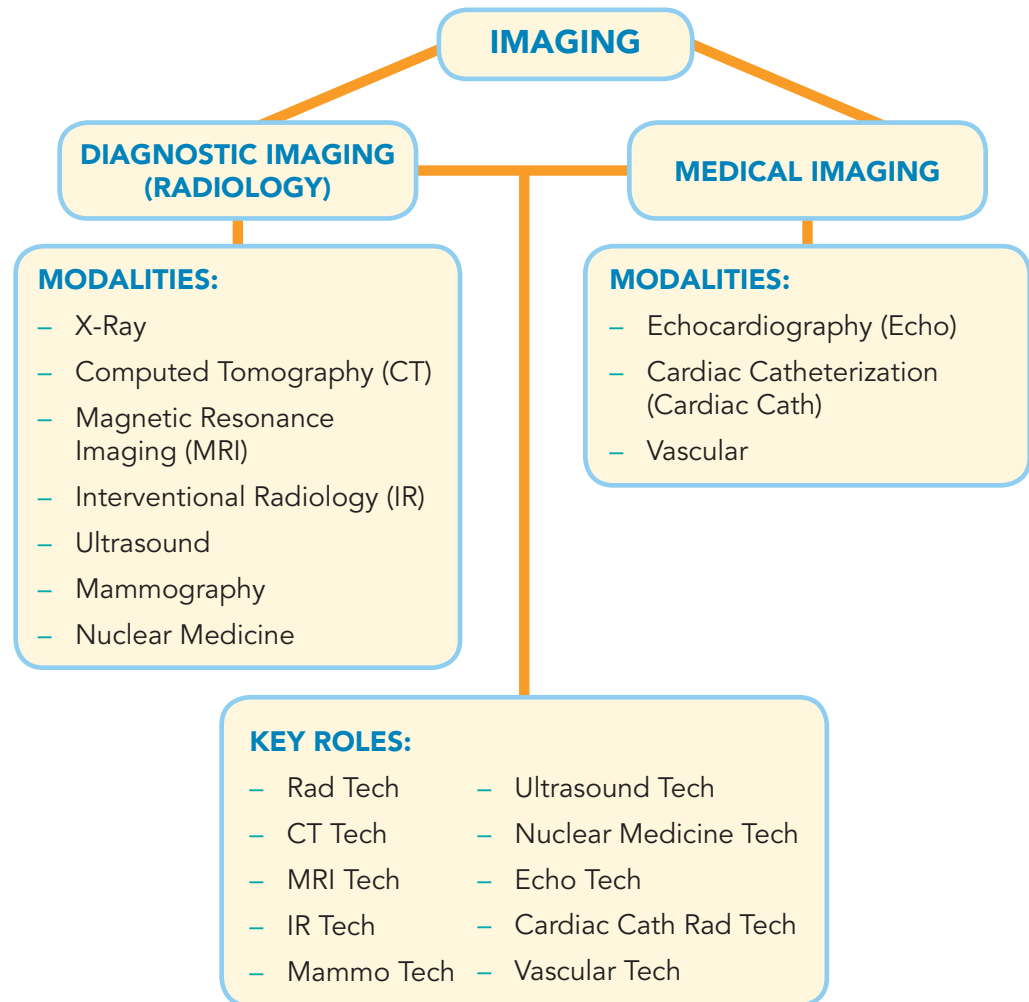 IMAGING
DIAGNOSTIC IMAGING
(RADIOLOGY)
MEDICAL IMAGING
MODALITIES:
– X-Ray
– Computed Tomography (CT)
– Magnetic Resonance
Imaging (MRI)
– Interventional Radiology (IR)
– Ultrasound
– Mammography
– Nuclear Medicine
MODALITIES:
– Echocardiography (Echo)
– Cardiac Catheterization
(Cardiac Cath)
– Vascular
KEY ROLES:
– Rad Tech
– CT Tech
– MRI Tech
– IR Tech
– Mammo Tech
– Ultrasound Tech
– Nuclear Medicine Tech
– Echo Tech
– Cardiac Cath Rad Tech
– Vascular Tech